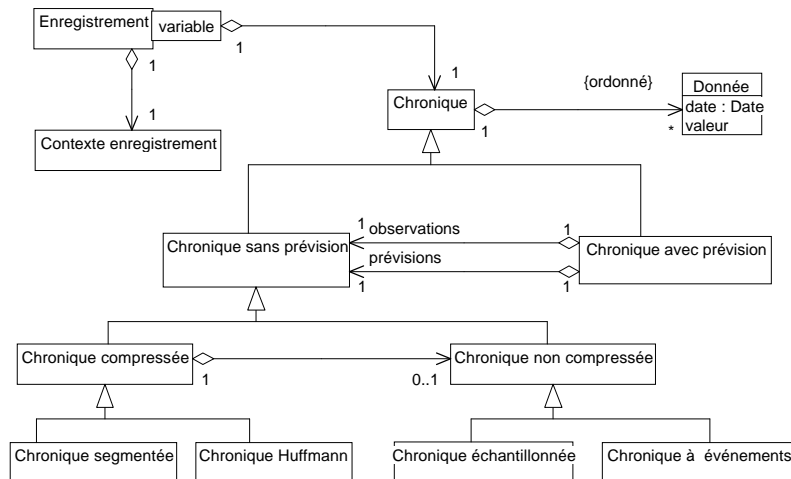 Enregistrement
variable
1
1
1
1
Contexte enregistrement
Chronique
1
{ordonné}
*
Donnée
date : Date
valeur
Chronique sans prévision
1
observations
1
prévisions
1
1
Chronique avec prévision
Chronique compressée
1
0..1
Chronique non compressée
Chronique segmentée
Chronique Huffmann
Chronique échantillonnée
Chronique à événements